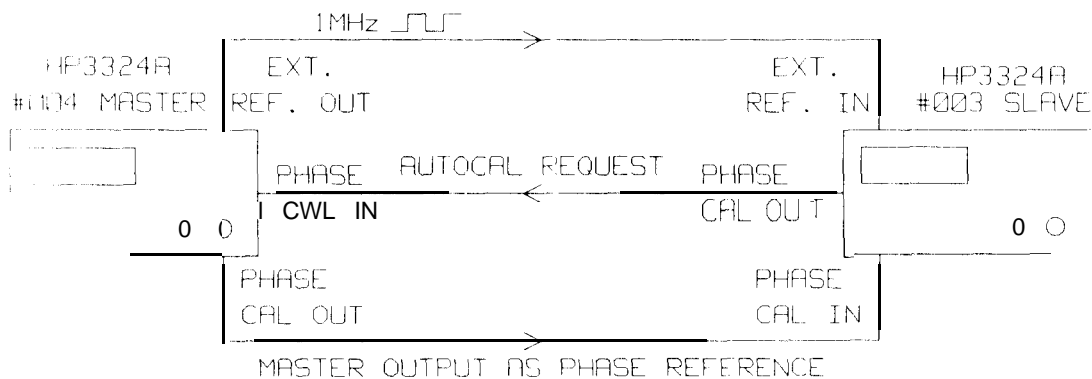 1MHz
HP3324A
#004 MASTER
EXT.
REF. OUT
EXT.
REF. IN
HP3324A
#003 SLAVE
PHASE
AUTOCAL REQUEST
PHASE
CWL IN
CAL OUT
0 0
0
PHASE
CAL OUT
PHASE
CAL IN
MASTER OUTPUT AS PHASE REFERENCE